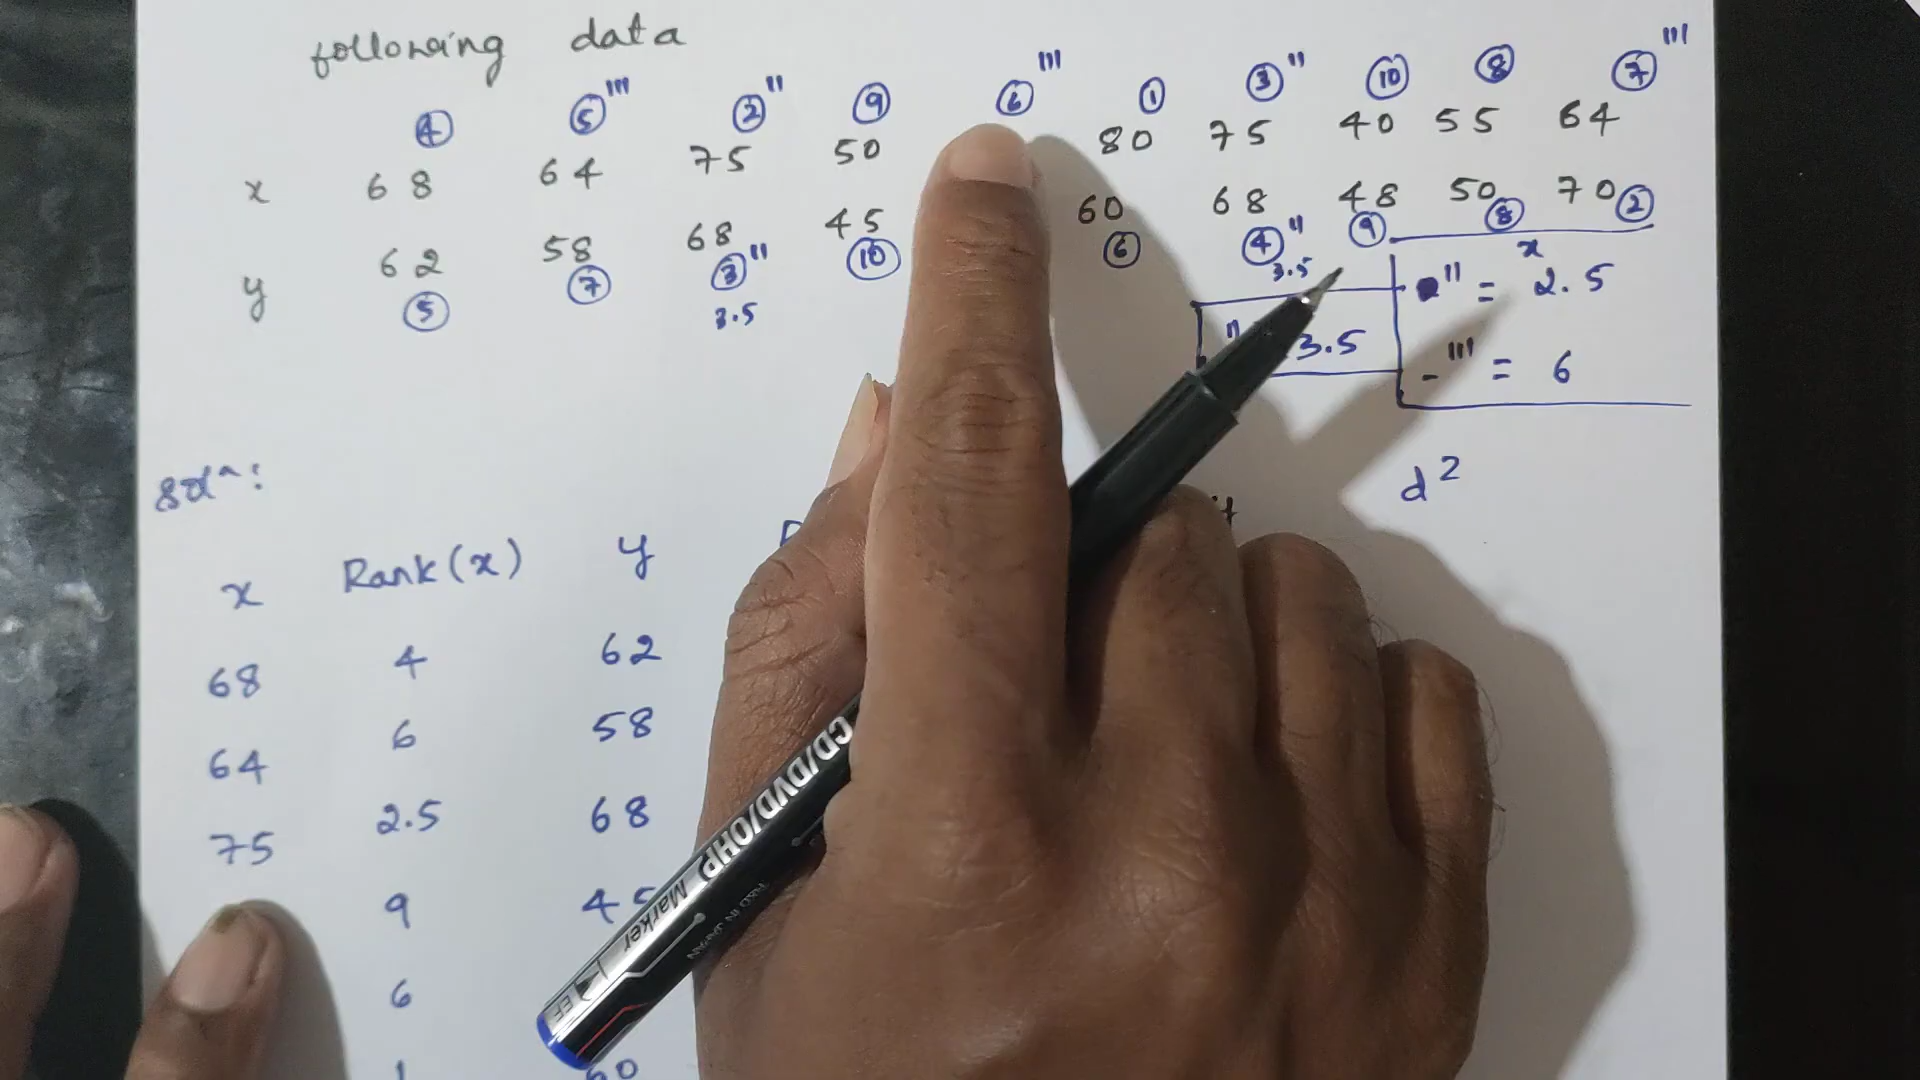 following data
④ ⑤''' ②'' ⑨ ⑥''' ① ③'' ⑩ ⑧ ⑦'''
x 68 64 75 50 80 75 40 55 64
y 62 58 68 45 60 68 48 50 70
⑤ ⑦ ③'' ⑩ ⑥ ④'' ⑨ ⑧ ②
3.5 3.5
x
'' = 2.5
'' 3.5
''' = 6
Soln:
d2
x Rank(x) y
68 4 62
64 6 58
75 2.5 68
9 45
6
1 60
CD/DVD/OHP Marker
EF